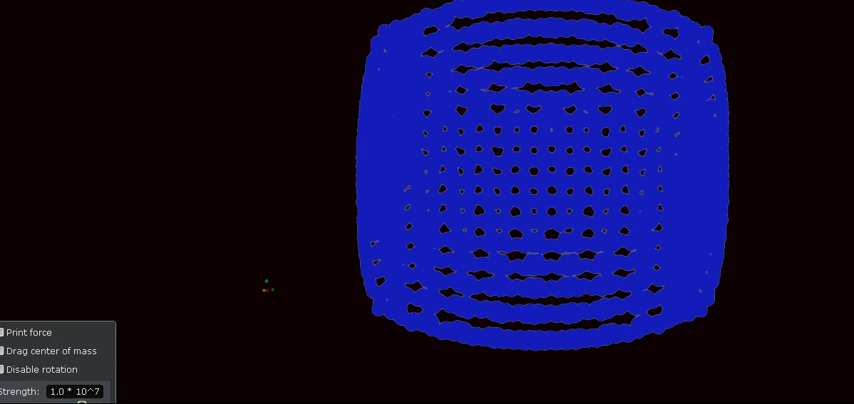 Print force
Drag center of mass
Disable rotation
Strength: 1.0 * 10^7